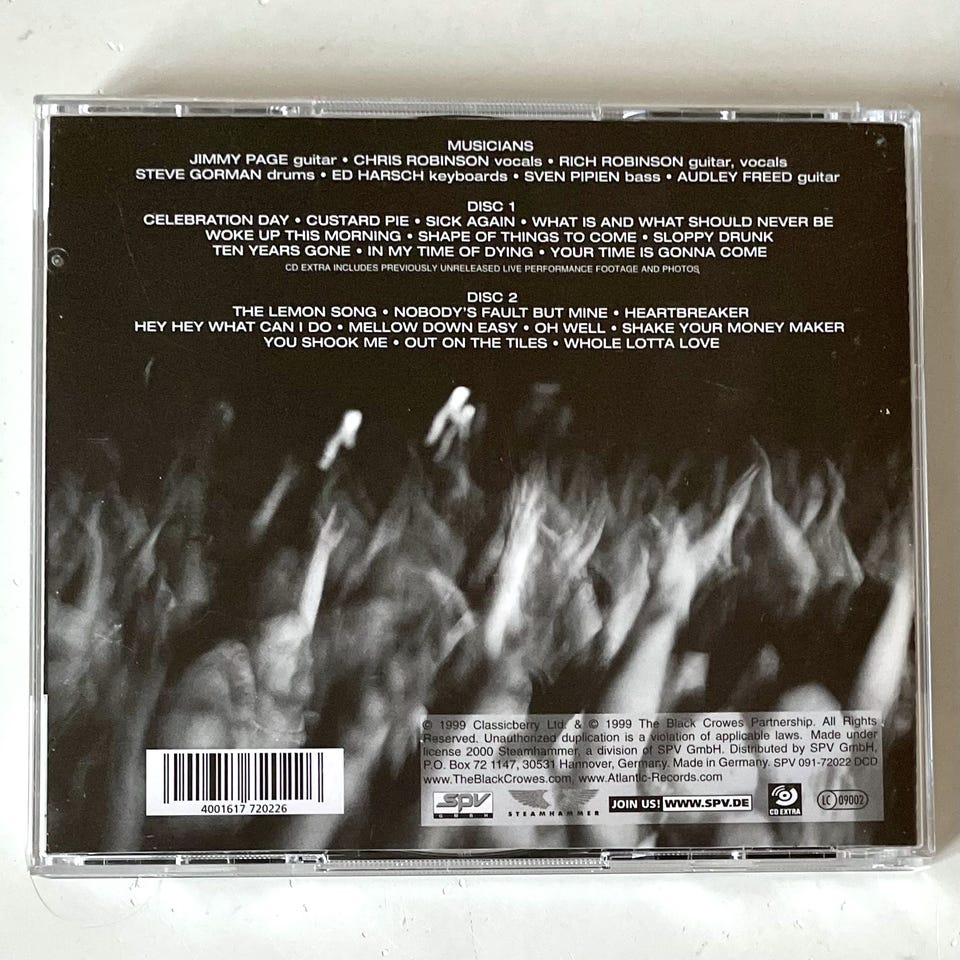 MUSICIANS
JIMMY PAGE guitar • CHRIS ROBINSON vocals • RICH ROBINSON guitar, vocals
STEVE GORMAN drums • ED HARSCH keyboards • SVEN PIPIEN bass • AUDLEY FREED guitar
DISC 1
CELEBRATION DAY • CUSTARD PIE • SICK AGAIN • WHAT IS AND WHAT SHOULD NEVER BE
WOKE UP THIS MORNING • SHAPE OF THINGS TO COME • SLOPPY DRUNK
TEN YEARS GONE • IN MY TIME OF DYING • YOUR TIME IS GONNA COME
CD EXTRA INCLUDES PREVIOUSLY UNRELEASED LIVE PERFORMANCE FOOTAGE AND PHOTOS
DISC 2
THE LEMON SONG • NOBODY'S FAULT BUT MINE • HEARTBREAKER
HEY HEY WHAT CAN I DO • MELLOW DOWN EASY • OH WELL • SHAKE YOUR MONEY MAKER
YOU SHOOK ME • OUT ON THE TILES • WHOLE LOTTA LOVE
© 1999 Classicberry Ltd. & © 1999 The Black Crowes Partnership. All Rights
Reserved. Unauthorized duplication is a violation of applicable laws. Made under
license 2000 Steamhammer, a division of SPV GmbH. Distributed by SPV GmbH,
P.O. Box 72 1147, 30531 Hannover, Germany. Made in Germany. SPV 091-72022 DCD
www.TheBlackCrowes.com, www.Atlantic-Records.com
4001617 720226
spv
GMBH
STEAMHAMMER
JOIN US! WWW.SPV.DE
CD EXTRA
LC 09002